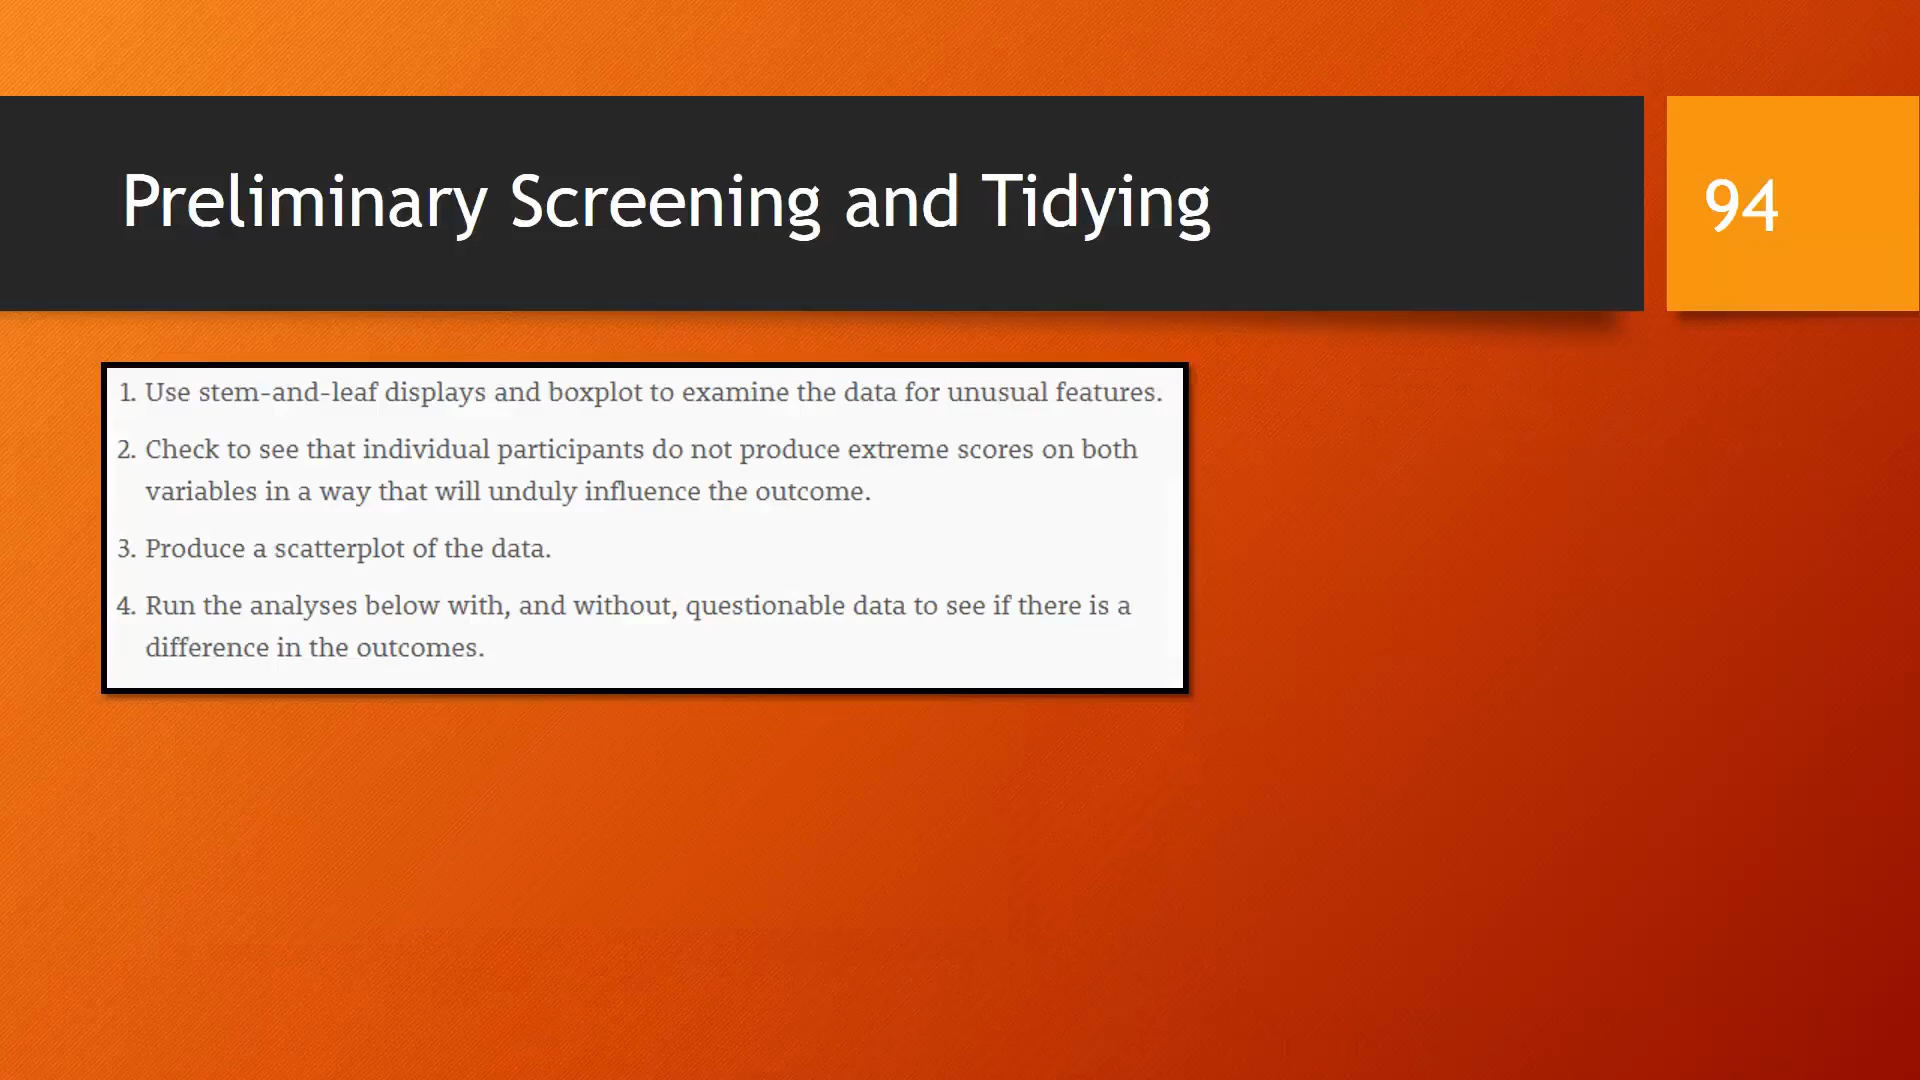 Preliminary Screening and Tidying
94
1. Use stem-and-leaf displays and boxplot to examine the data for unusual features.
2. Check to see that individual participants do not produce extreme scores on both
variables in a way that will unduly influence the outcome.
3. Produce a scatterplot of the data.
4. Run the analyses below with, and without, questionable data to see if there is a
difference in the outcomes.